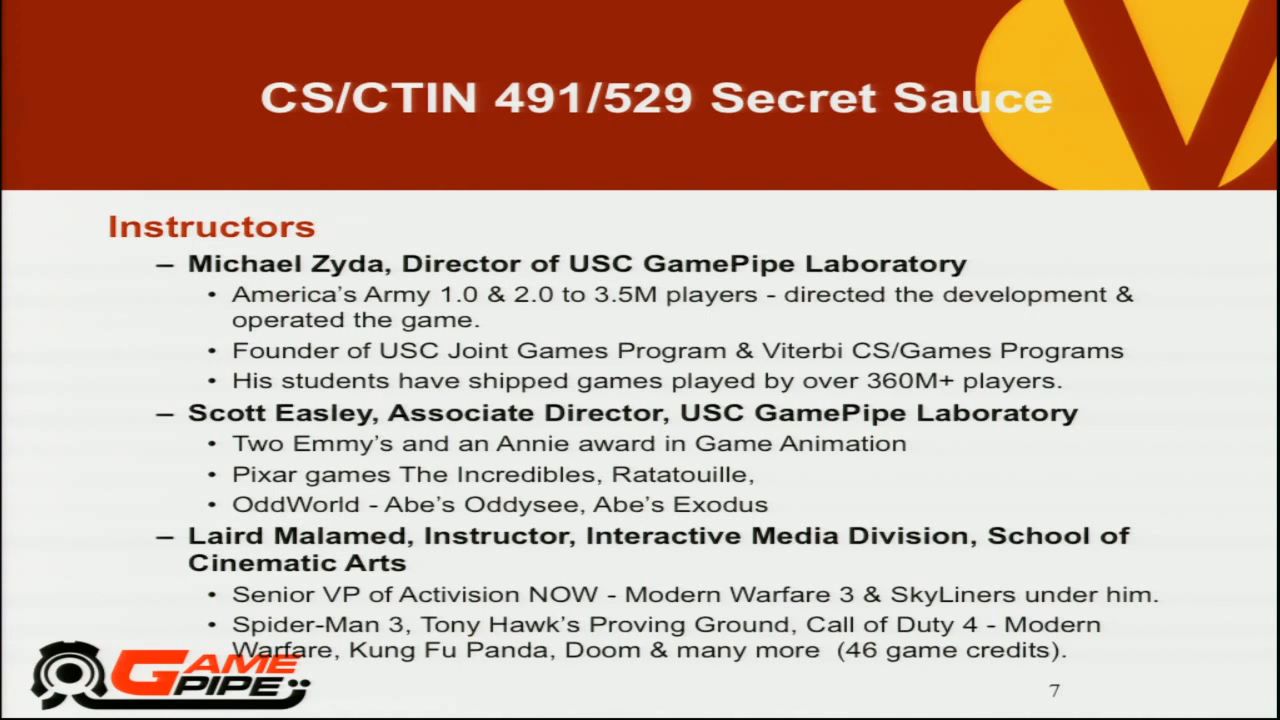 CS/CTIN 491/529 Secret Sauce
Instructors
– Michael Zyda, Director of USC GamePipe Laboratory
• America's Army 1.0 & 2.0 to 3.5M players - directed the development &
operated the game.
• Founder of USC Joint Games Program & Viterbi CS/Games Programs
• His students have shipped games played by over 360M+ players.
– Scott Easley, Associate Director, USC GamePipe Laboratory
• Two Emmy's and an Annie award in Game Animation
• Pixar games The Incredibles, Ratatouille,
• OddWorld - Abe's Oddysee, Abe's Exodus
– Laird Malamed, Instructor, Interactive Media Division, School of
Cinematic Arts
• Senior VP of Activision NOW - Modern Warfare 3 & SkyLiners under him.
• Spider-Man 3, Tony Hawk's Proving Ground, Call of Duty 4 - Modern
Warfare, Kung Fu Panda, Doom & many more (46 game credits).
GAME
PIPE
7